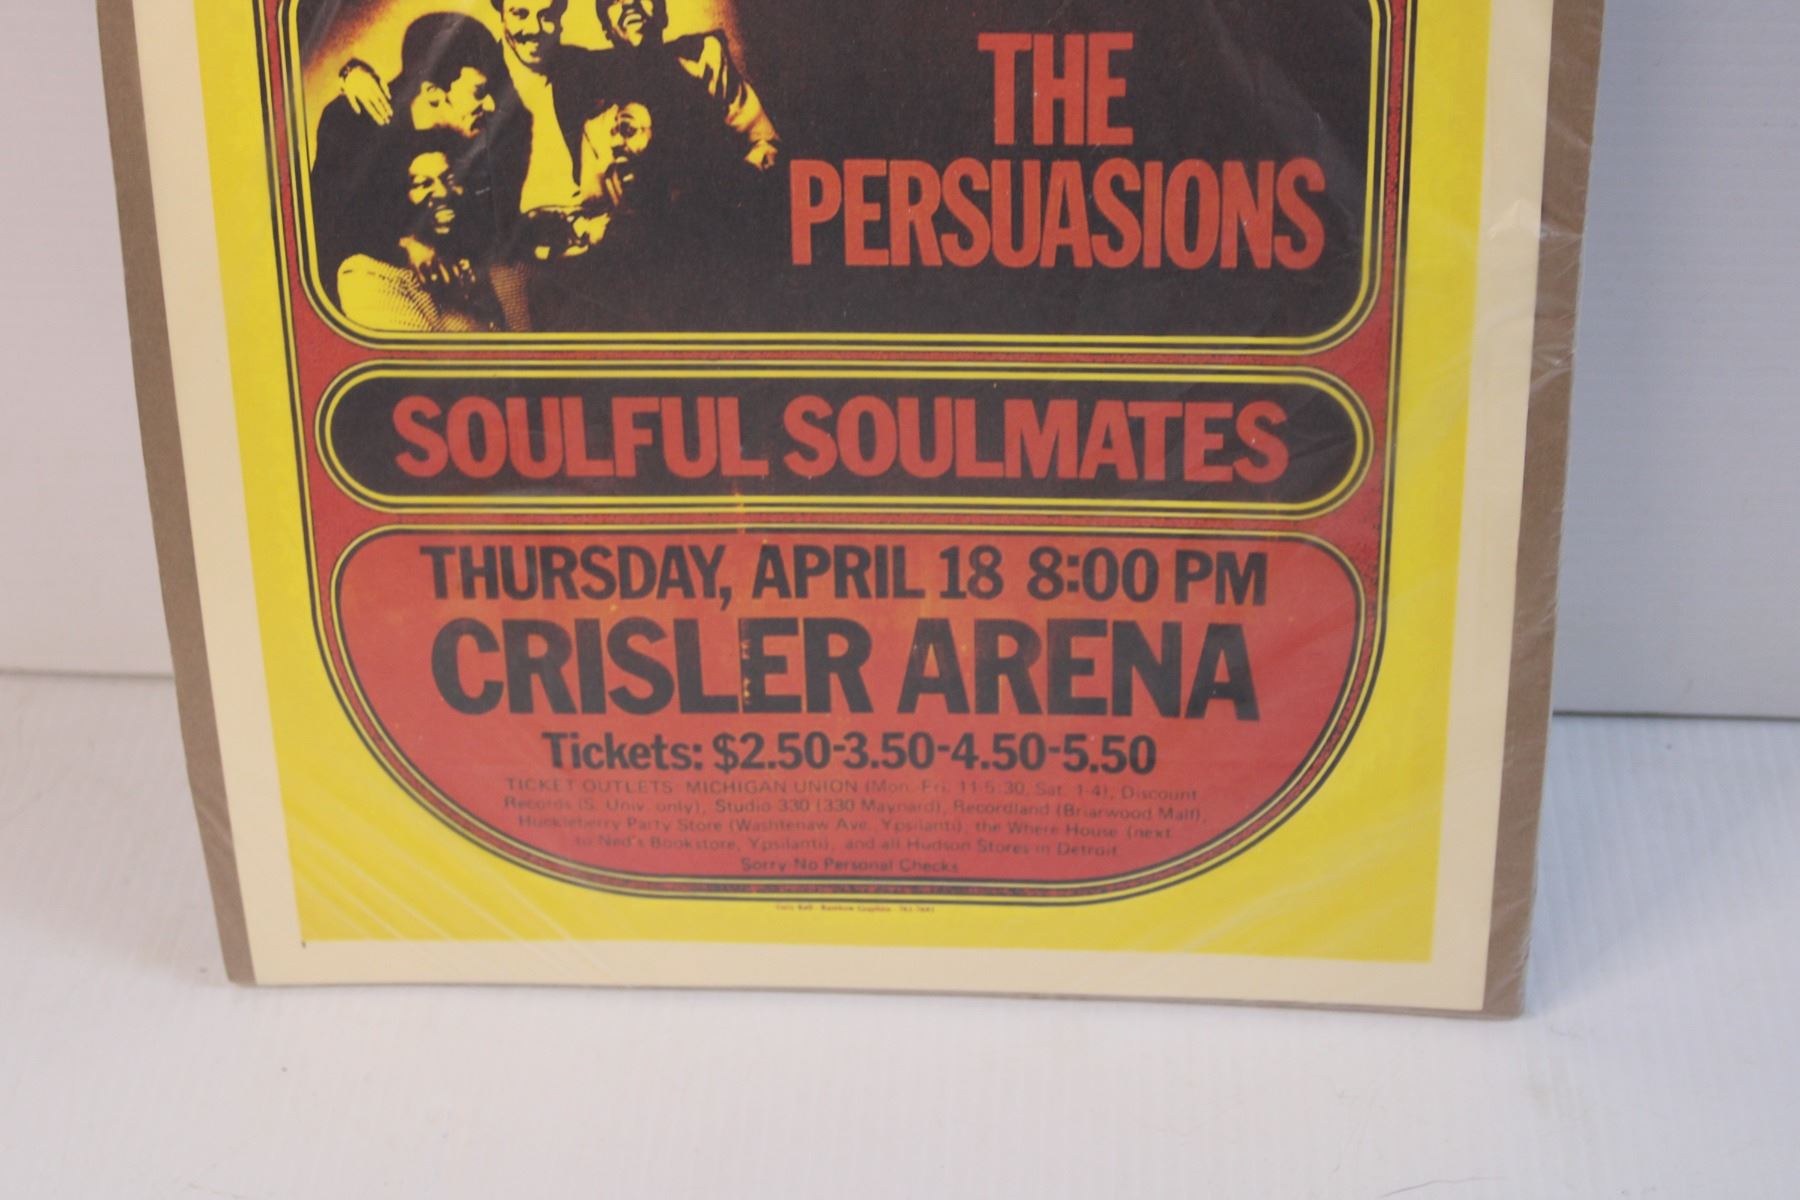 THE
PERSUASIONS
SOULFUL SOULMATES
THURSDAY, APRIL 18 8:00 PM
CRISLER ARENA
Tickets: $2.50-3.50-4.50-5.50
TICKET OUTLETS: MICHIGAN UNION (Mon.-Fri. 11-5:30, Sat. 1-4), Discount
Records (S. Univ. only), Studio 330 (330 Maynard), Recordland (Briarwood Mall),
Huckleberry Party Store (Washtenaw Ave., Ypsilanti), the Where House (next
to Ned's Bookstore, Ypsilanti), and all Hudson Stores in Detroit
Sorry No Personal Checks